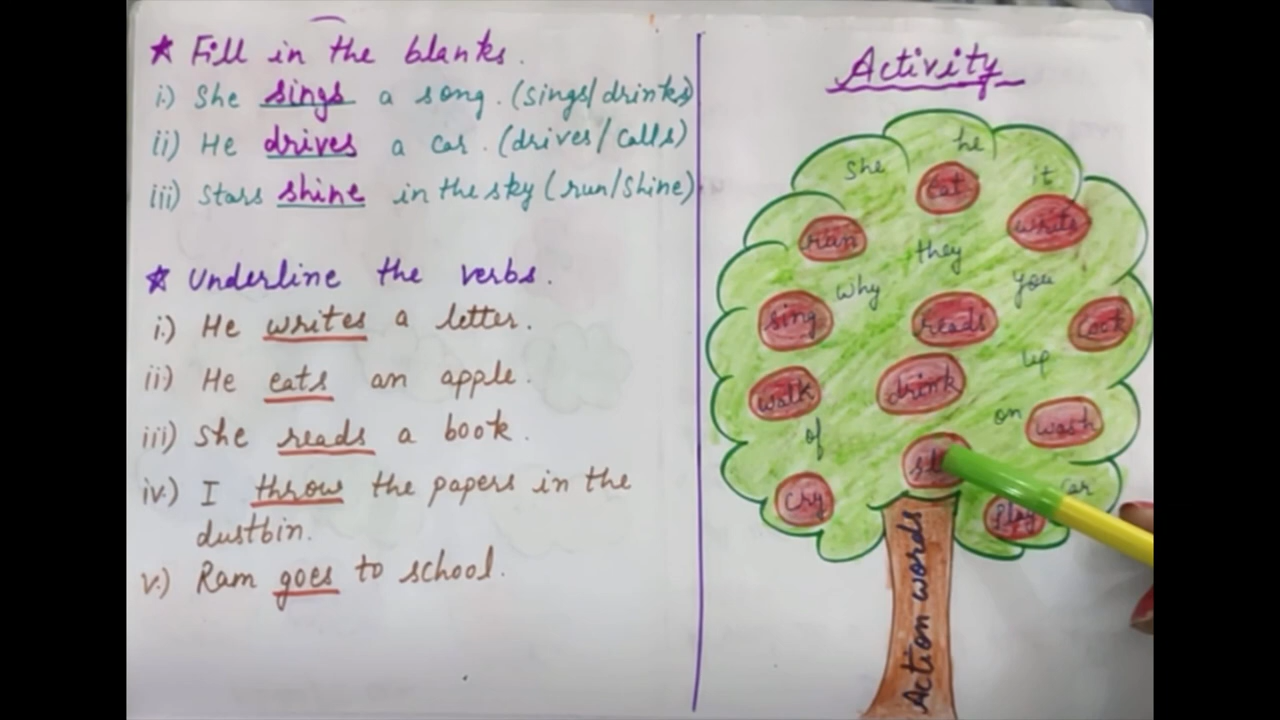 ★ Fill in the blanks.
i.) She sings a song. (sings/drinks)
ii) He drives a car. (drives/calls)
iii) Stars shine in the sky (run/shine)
★ Underline the verbs.
i.) He writes a letter.
ii.) He eats an apple.
iii) She reads a book.
iv.) I throw the papers in the
dustbin.
v.) Ram goes to school.
Activity
she he it
eat
ran write
they
why you
sing reads cook
up
walk drink
of on wash
cry play car
Action words